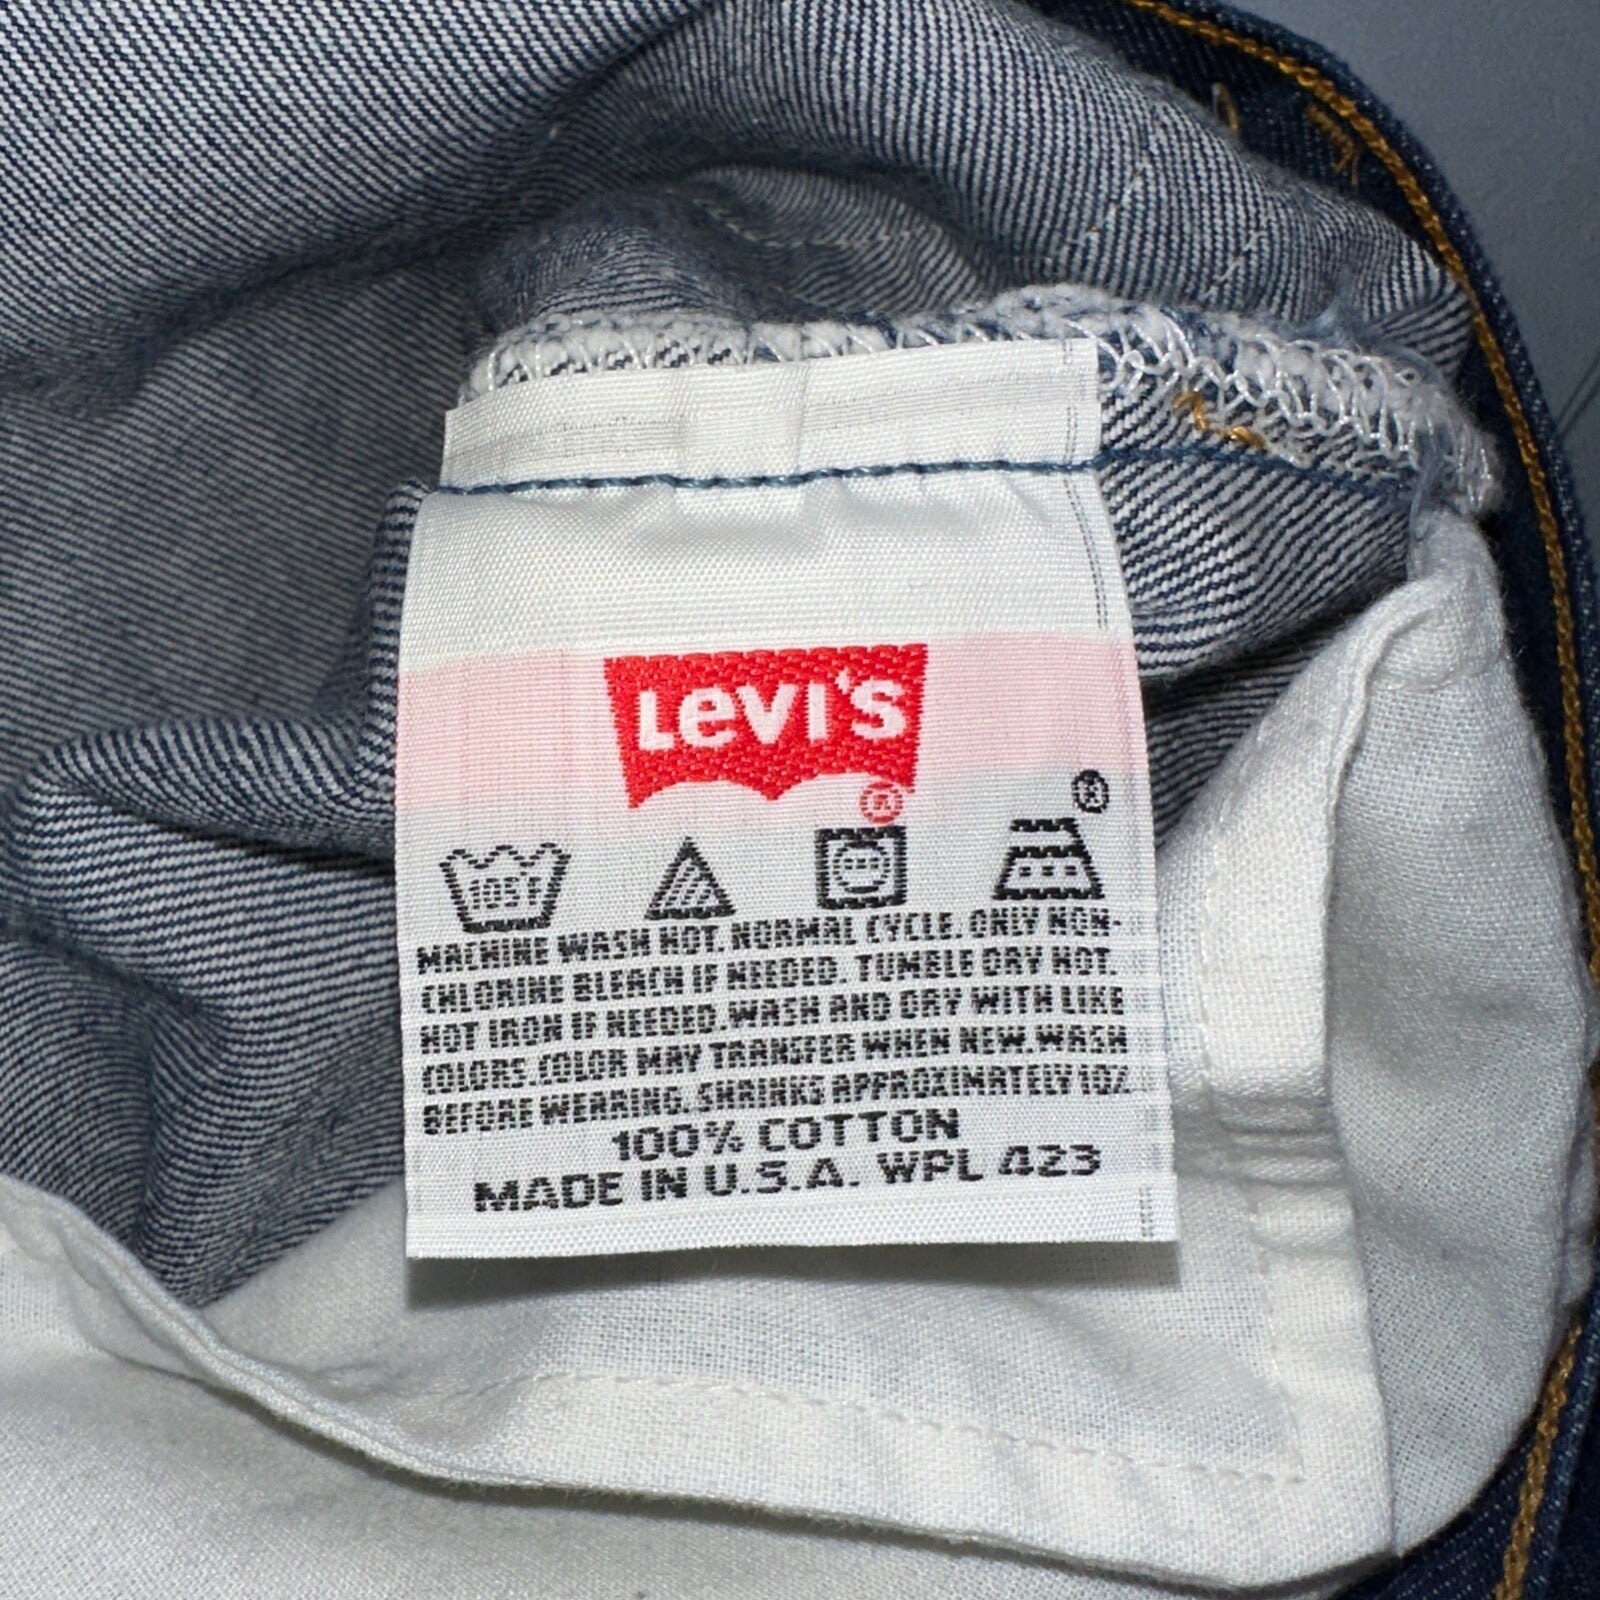 Levi's
®
®
105°F
MACHINE WASH HOT. NORMAL CYCLE. ONLY NON-
CHLORINE BLEACH IF NEEDED. TUMBLE DRY HOT.
HOT IRON IF NEEDED. WASH AND DRY WITH LIKE
COLORS. COLOR MAY TRANSFER WHEN NEW. WASH
BEFORE WEARING. SHRINKS APPROXIMATELY 10%
100% COTTON
MADE IN U.S.A. WPL 423